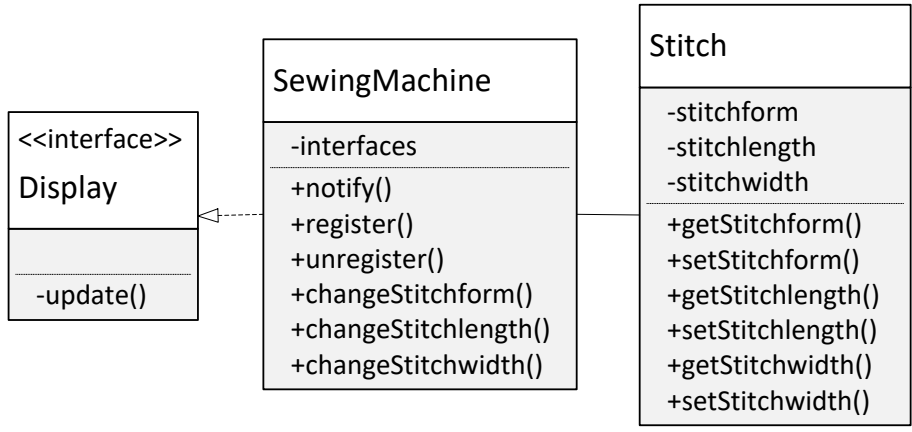 <<interface>>
Display
-update()
SewingMachine
-interfaces
+notify()
+register()
+unregister()
+changeStitchform()
+changeStitchlength()
+changeStitchwidth()
Stitch
-stitchform
-stitchlength
-stitchwidth
+getStitchform()
+setStitchform()
+getStitchlength()
+setStitchlength()
+getStitchwidth()
+setStitchwidth()